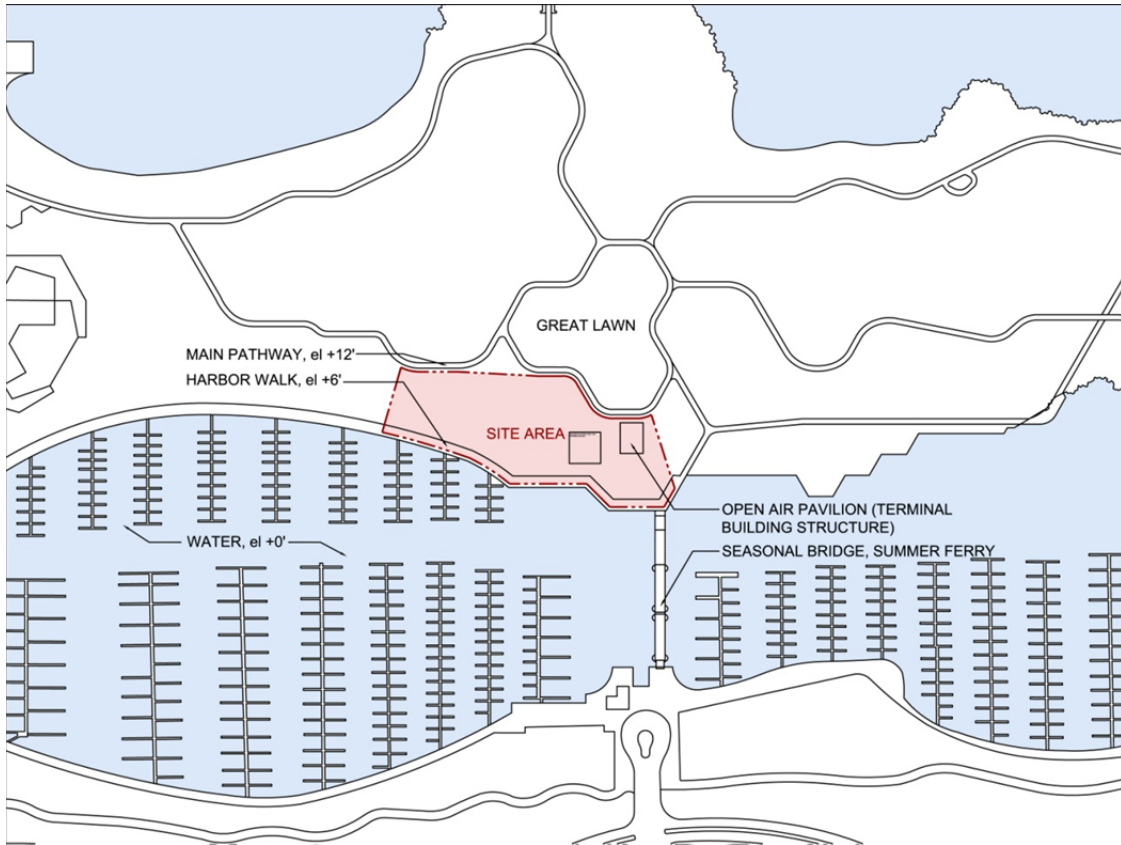 GREAT LAWN
MAIN PATHWAY, el +12'
HARBOR WALK, el +6'
SITE AREA
OPEN AIR PAVILION (TERMINAL
BUILDING STRUCTURE)
WATER, el +0'
SEASONAL BRIDGE, SUMMER FERRY